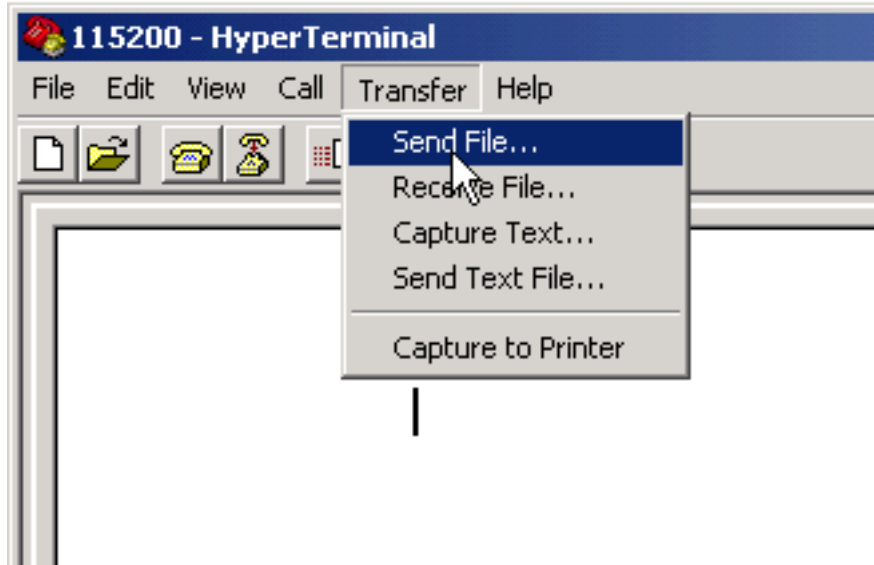 115200 - HyperTerminal
File Edit View Call Transfer Help
Send File...
Receive File...
Capture Text...
Send Text File...
Capture to Printer